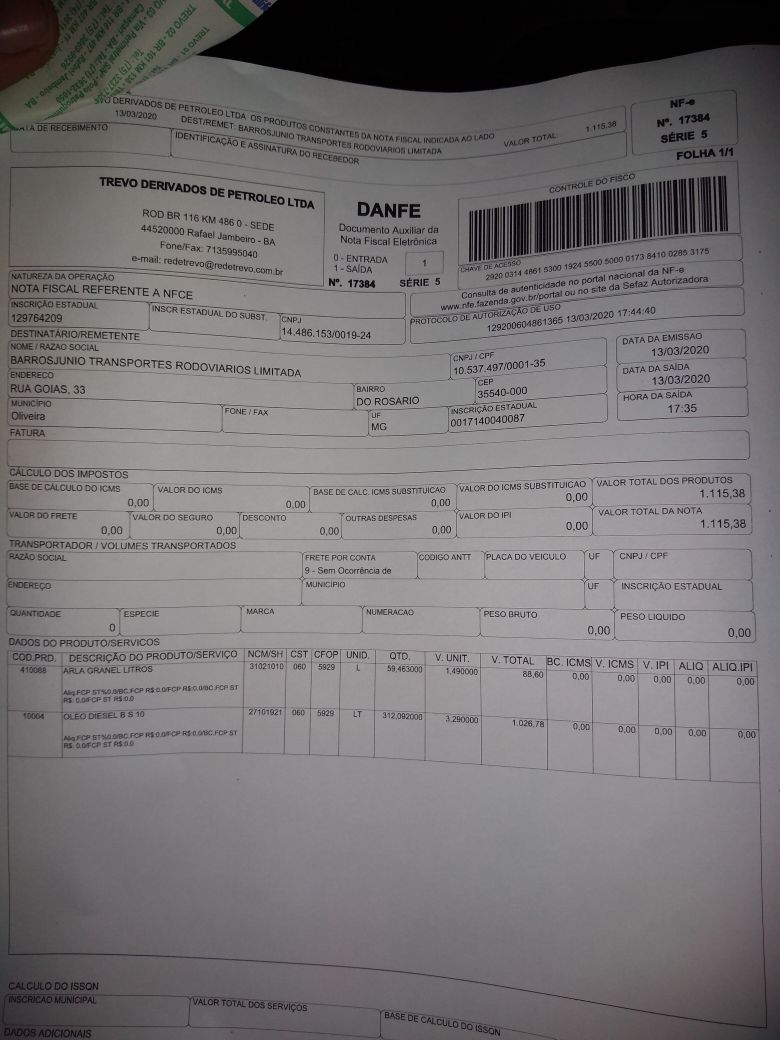 TREVO 02 - BR 101 KM
TREVO DERIVADOS DE PETROLEO LTDA OS PRODUTOS CONSTANTES DA NOTA FISCAL INDICADA AO LADO
13/03/2020 DEST/REMET: BARROSJUNIO TRANSPORTES RODOVIARIOS LIMITADA VALOR TOTAL: 1.115,38
DATA DE RECEBIMENTO IDENTIFICAÇÃO E ASSINATURA DO RECEBEDOR
NF-e
Nº. 17384
SÉRIE 5
FOLHA 1/1
TREVO DERIVADOS DE PETROLEO LTDA
ROD BR 116 KM 486 0 - SEDE
44520000 Rafael Jambeiro - BA
Fone/Fax: 7135995040
e-mail: redetrevo@redetrevo.com.br
DANFE
Documento Auxiliar da
Nota Fiscal Eletrônica
0 - ENTRADA
1 - SAÍDA 1
Nº. 17384 SÉRIE 5
CONTROLE DO FISCO
CHAVE DE ACESSO
2920 0314 4861 5300 1924 5500 5000 0173 8410 0285 3175
Consulta de autenticidade no portal nacional da NF-e
www.nfe.fazenda.gov.br/portal ou no site da Sefaz Autorizadora
NATUREZA DA OPERAÇÃO
NOTA FISCAL REFERENTE A NFCE
PROTOCOLO DE AUTORIZAÇÃO DE USO
129200604861365 13/03/2020 17:44:40
INSCRIÇÃO ESTADUAL INSCR ESTADUAL DO SUBST. CNPJ
129764209 14.486.153/0019-24
DESTINATÁRIO/REMETENTE
NOME / RAZAO SOCIAL CNPJ / CPF DATA DA EMISSAO
BARROSJUNIO TRANSPORTES RODOVIARIOS LIMITADA 10.537.497/0001-35 13/03/2020
ENDERECO BAIRRO CEP DATA DA SAÍDA
RUA GOIAS, 33 DO ROSARIO 35540-000 13/03/2020
MUNICÍPIO FONE / FAX UF INSCRIÇÃO ESTADUAL HORA DA SAÍDA
Oliveira MG 0017140040087 17:35
FATURA
CÁLCULO DOS IMPOSTOS
BASE DE CÁLCULO DO ICMS VALOR DO ICMS BASE DE CALC. ICMS SUBSTITUICAO VALOR DO ICMS SUBSTITUICAO VALOR TOTAL DOS PRODUTOS
0,00 0,00 0,00 0,00 1.115,38
VALOR DO FRETE VALOR DO SEGURO DESCONTO OUTRAS DESPESAS VALOR DO IPI VALOR TOTAL DA NOTA
0,00 0,00 0,00 0,00 0,00 1.115,38
TRANSPORTADOR / VOLUMES TRANSPORTADOS
RAZÃO SOCIAL FRETE POR CONTA CODIGO ANTT PLACA DO VEICULO UF CNPJ / CPF
9 - Sem Ocorrência de
ENDEREÇO MUNICÍPIO UF INSCRIÇÃO ESTADUAL
QUANTIDADE ESPECIE MARCA NUMERACAO PESO BRUTO PESO LIQUIDO
0 0,00 0,00
DADOS DO PRODUTO/SERVICOS
COD.PRD. DESCRIÇÃO DO PRODUTO/SERVIÇO NCM/SH CST CFOP UNID. QTD. V. UNIT. V. TOTAL BC. ICMS V. ICMS V. IPI ALIQ ALIQ.IPI
410088 ARLA GRANEL LITROS 31021010 060 5929 L 59,463000 1,490000 88,60 0,00 0,00 0,00 0,00 0,00
Aliq.FCP ST%0.0/BC.FCP R$:0.0/FCP R$:0.0/BC.FCP ST
R$: 0.0/FCP ST R$:0.0
10004 OLEO DIESEL B S 10 27101921 060 5929 LT 312,092000 3,290000 1.026,78 0,00 0,00 0,00 0,00 0,00
Aliq.FCP ST%0.0/BC.FCP R$:0.0/FCP R$:0.0/BC.FCP ST
R$: 0.0/FCP ST R$:0.0
CALCULO DO ISSQN
INSCRICAO MUNICIPAL VALOR TOTAL DOS SERVIÇOS BASE DE CALCULO DO ISSQN
DADOS ADICIONAIS